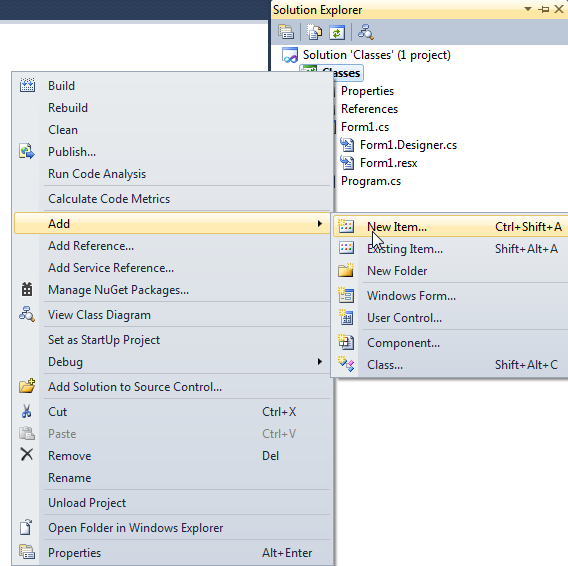 Solution Explorer
Solution 'Classes' (1 project)
Classes
Properties
References
Form1.cs
Form1.Designer.cs
Form1.resx
Program.cs
Build
Rebuild
Clean
Publish...
Run Code Analysis
Calculate Code Metrics
Add
Add Reference...
Add Service Reference...
Manage NuGet Packages...
View Class Diagram
Set as StartUp Project
Debug
Add Solution to Source Control...
Cut Ctrl+X
Paste Ctrl+V
Remove Del
Rename
Unload Project
Open Folder in Windows Explorer
Properties Alt+Enter
New Item... Ctrl+Shift+A
Existing Item... Shift+Alt+A
New Folder
Windows Form...
User Control...
Component...
Class... Shift+Alt+C